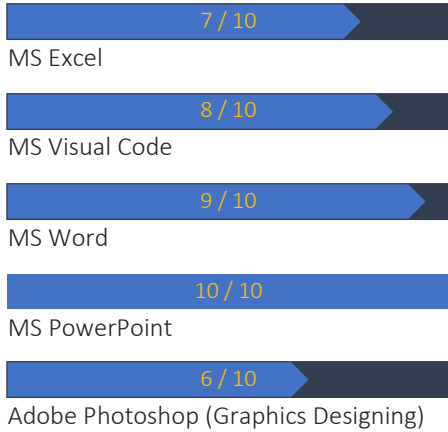 7 / 10
MS Excel
8 / 10
MS Visual Code
9 / 10
MS Word
10 / 10
MS PowerPoint
6 / 10
Adobe Photoshop (Graphics Designing)